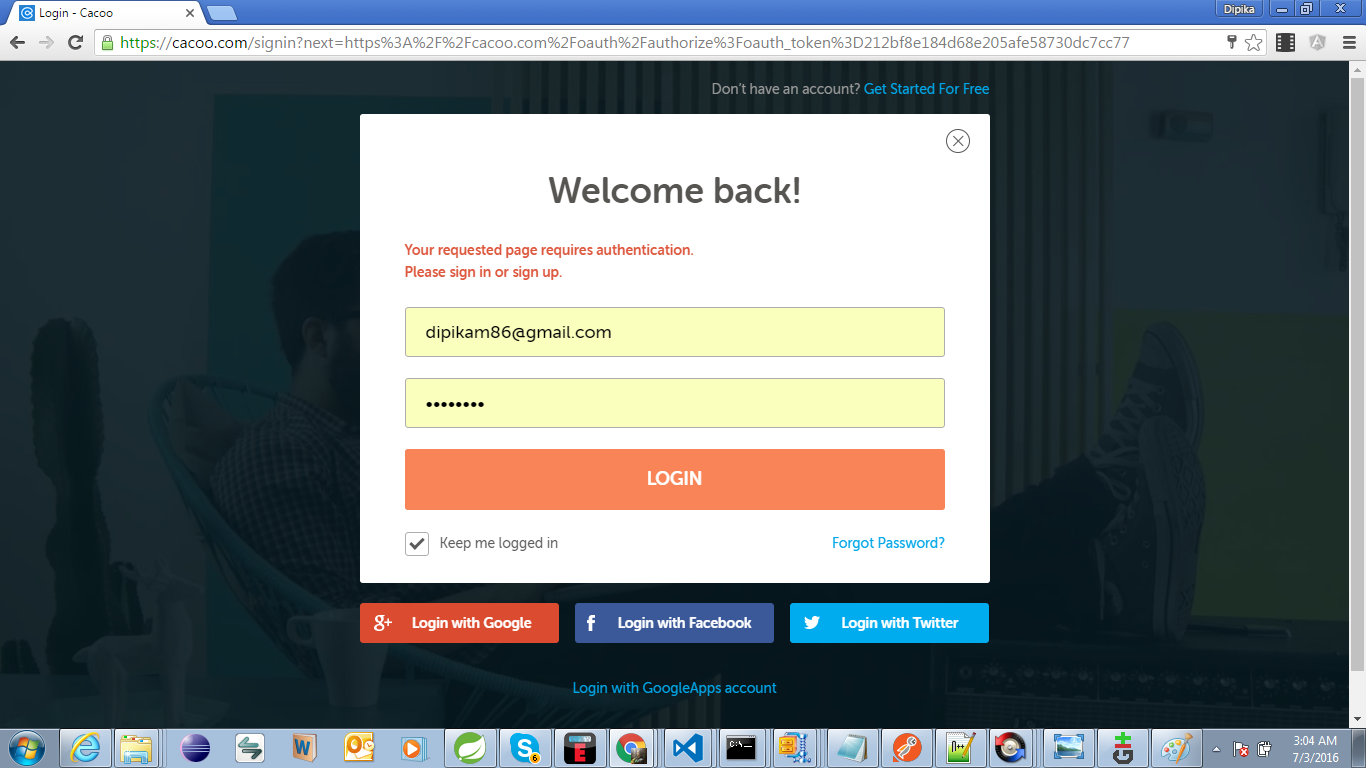 Login - Cacoo
Dipika
https://cacoo.com/signin?next=https%3A%2F%2Fcacoo.com%2Foauth%2Fauthorize%3Foauth_token%3D212bf8e184d68e205afe58730dc7cc77
Don't have an account? Get Started For Free
Welcome back!
Your requested page requires authentication.
Please sign in or sign up.
dipikam86@gmail.com
••••••••
LOGIN
Keep me logged in
Forgot Password?
g+ Login with Google
f Login with Facebook
Login with Twitter
Login with GoogleApps account
3:04 AM
7/3/2016